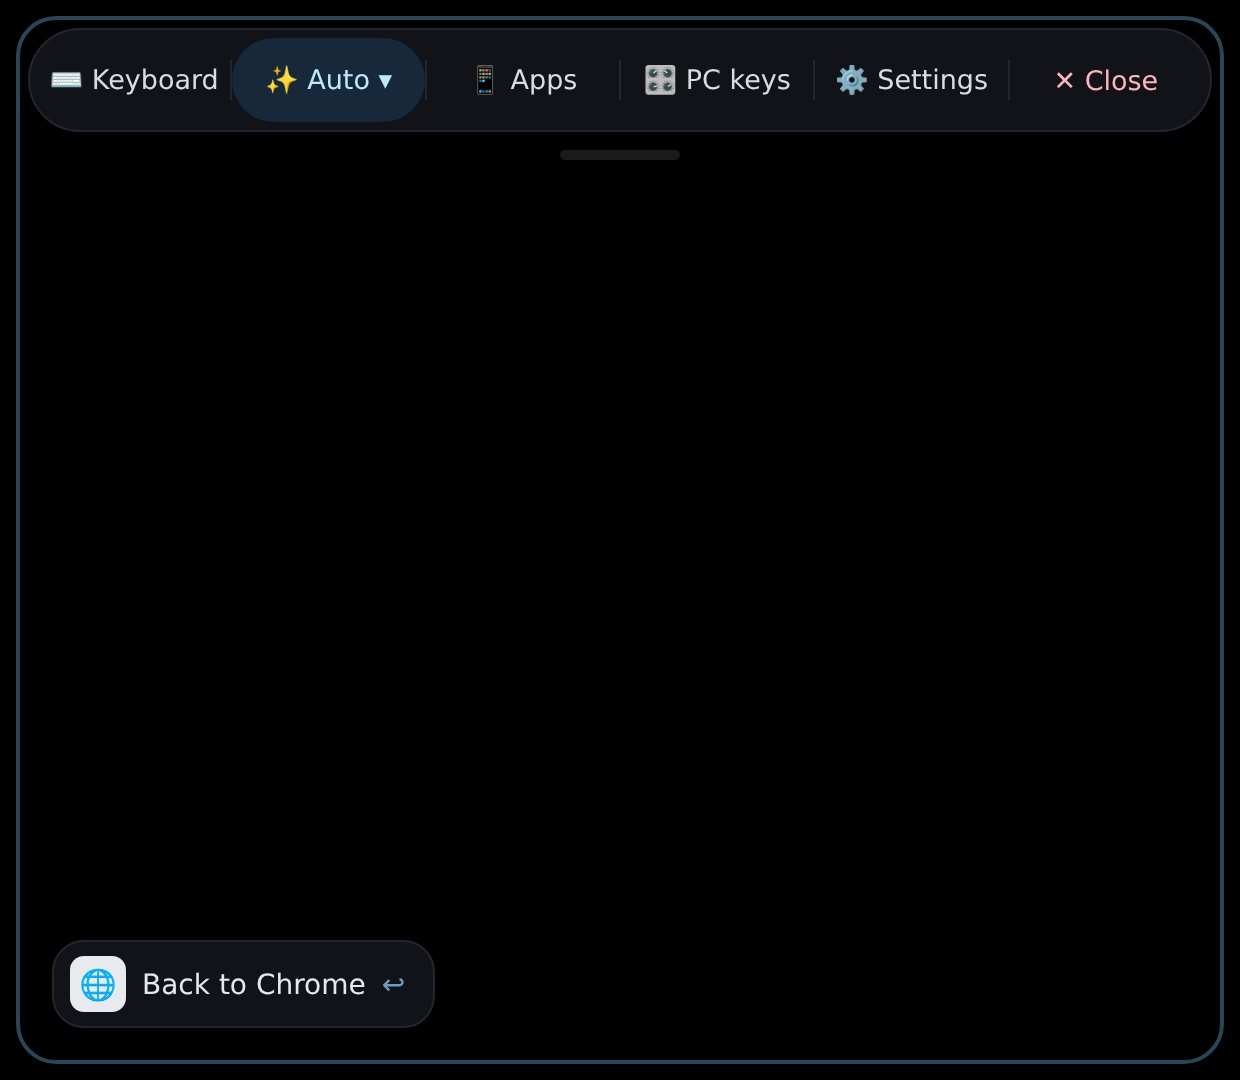 ⌨️ Keyboard ✨ Auto ▾ 📱 Apps 🎛️ PC keys ⚙️ Settings ✕ Close
🌐 Back to Chrome ↩